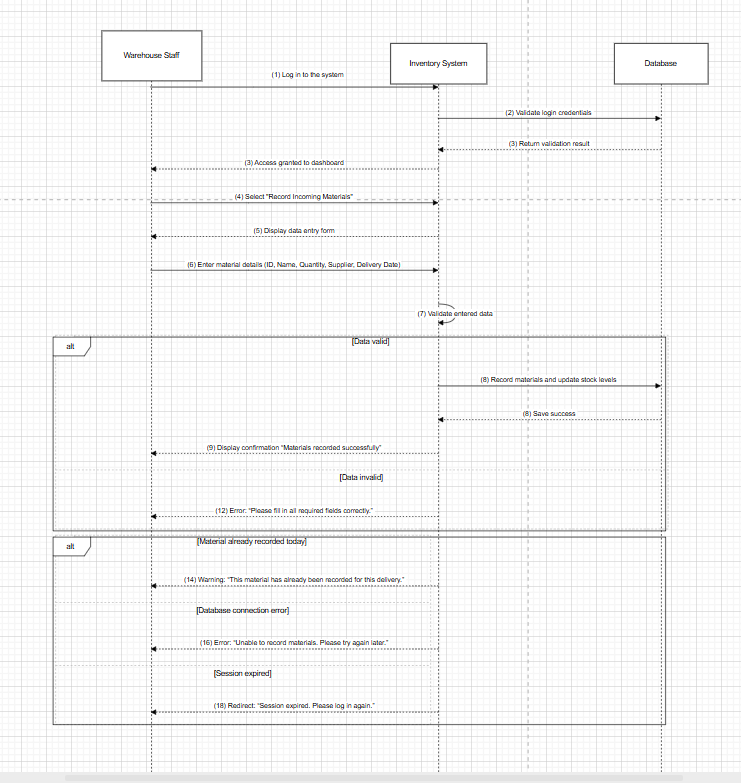 Warehouse Staff
Inventory System
Database
(1) Log in to the system
(2) Validate login credentials
(3) Return validation result
(3) Access granted to dashboard
(4) Select "Record Incoming Materials"
(5) Display data entry form
(6) Enter material details (ID, Name, Quantity, Supplier, Delivery Date)
(7) Validate entered data
alt
[Data valid]
(8) Record materials and update stock levels
(8) Save success
(9) Display confirmation "Materials recorded successfully"
[Data invalid]
(12) Error: "Please fill in all required fields correctly."
alt
[Material already recorded today]
(14) Warning: "This material has already been recorded for this delivery."
[Database connection error]
(16) Error: "Unable to record materials. Please try again later."
[Session expired]
(18) Redirect: "Session expired. Please log in again."